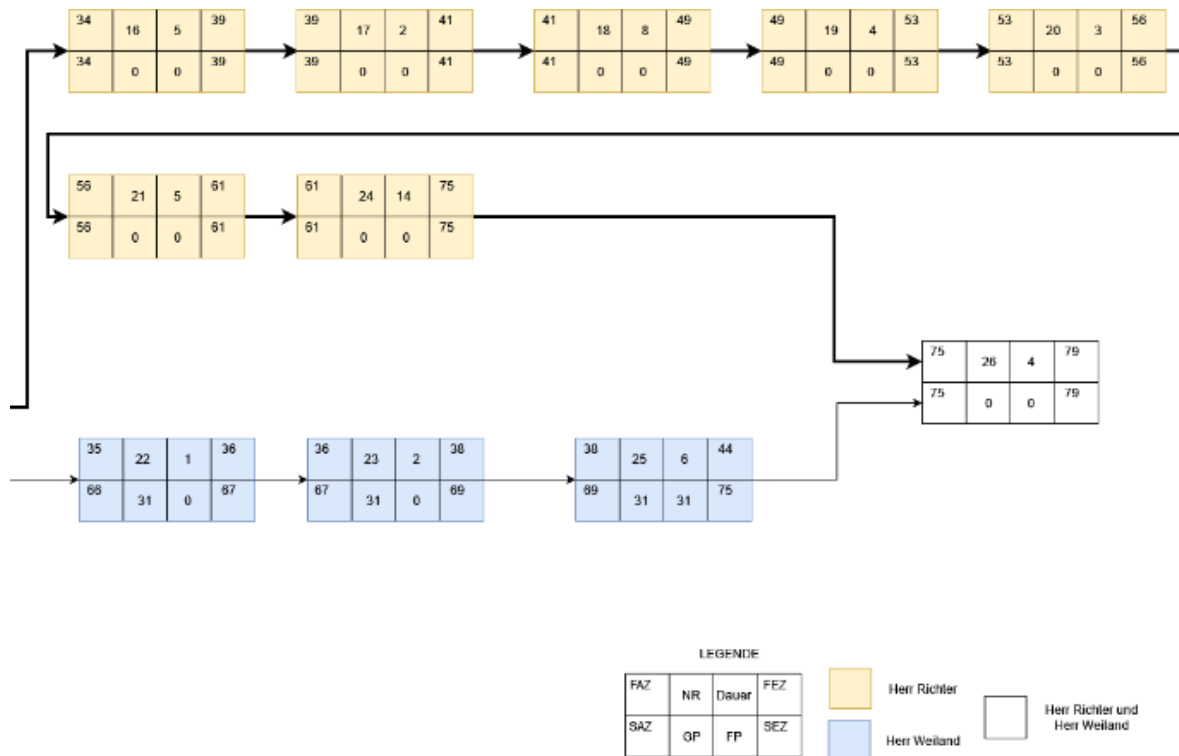 34 16 5 39 39 17 2 41 41 18 8 49 49 19 4 53 53 20 3 56
34 0 0 39 39 0 0 41 41 0 0 49 49 0 0 53 53 0 0 56
56 21 5 61 61 24 14 75
56 0 0 61 61 0 0 75
75 26 4 79
75 0 0 79
35 22 1 36 36 23 2 38 38 25 6 44
66 31 0 67 67 31 0 69 69 31 31 75
LEGENDE
FAZ NR Dauer FEZ
SAZ GP FP SEZ
Herr Richter
Herr Weiland
Herr Richter und
Herr Weiland